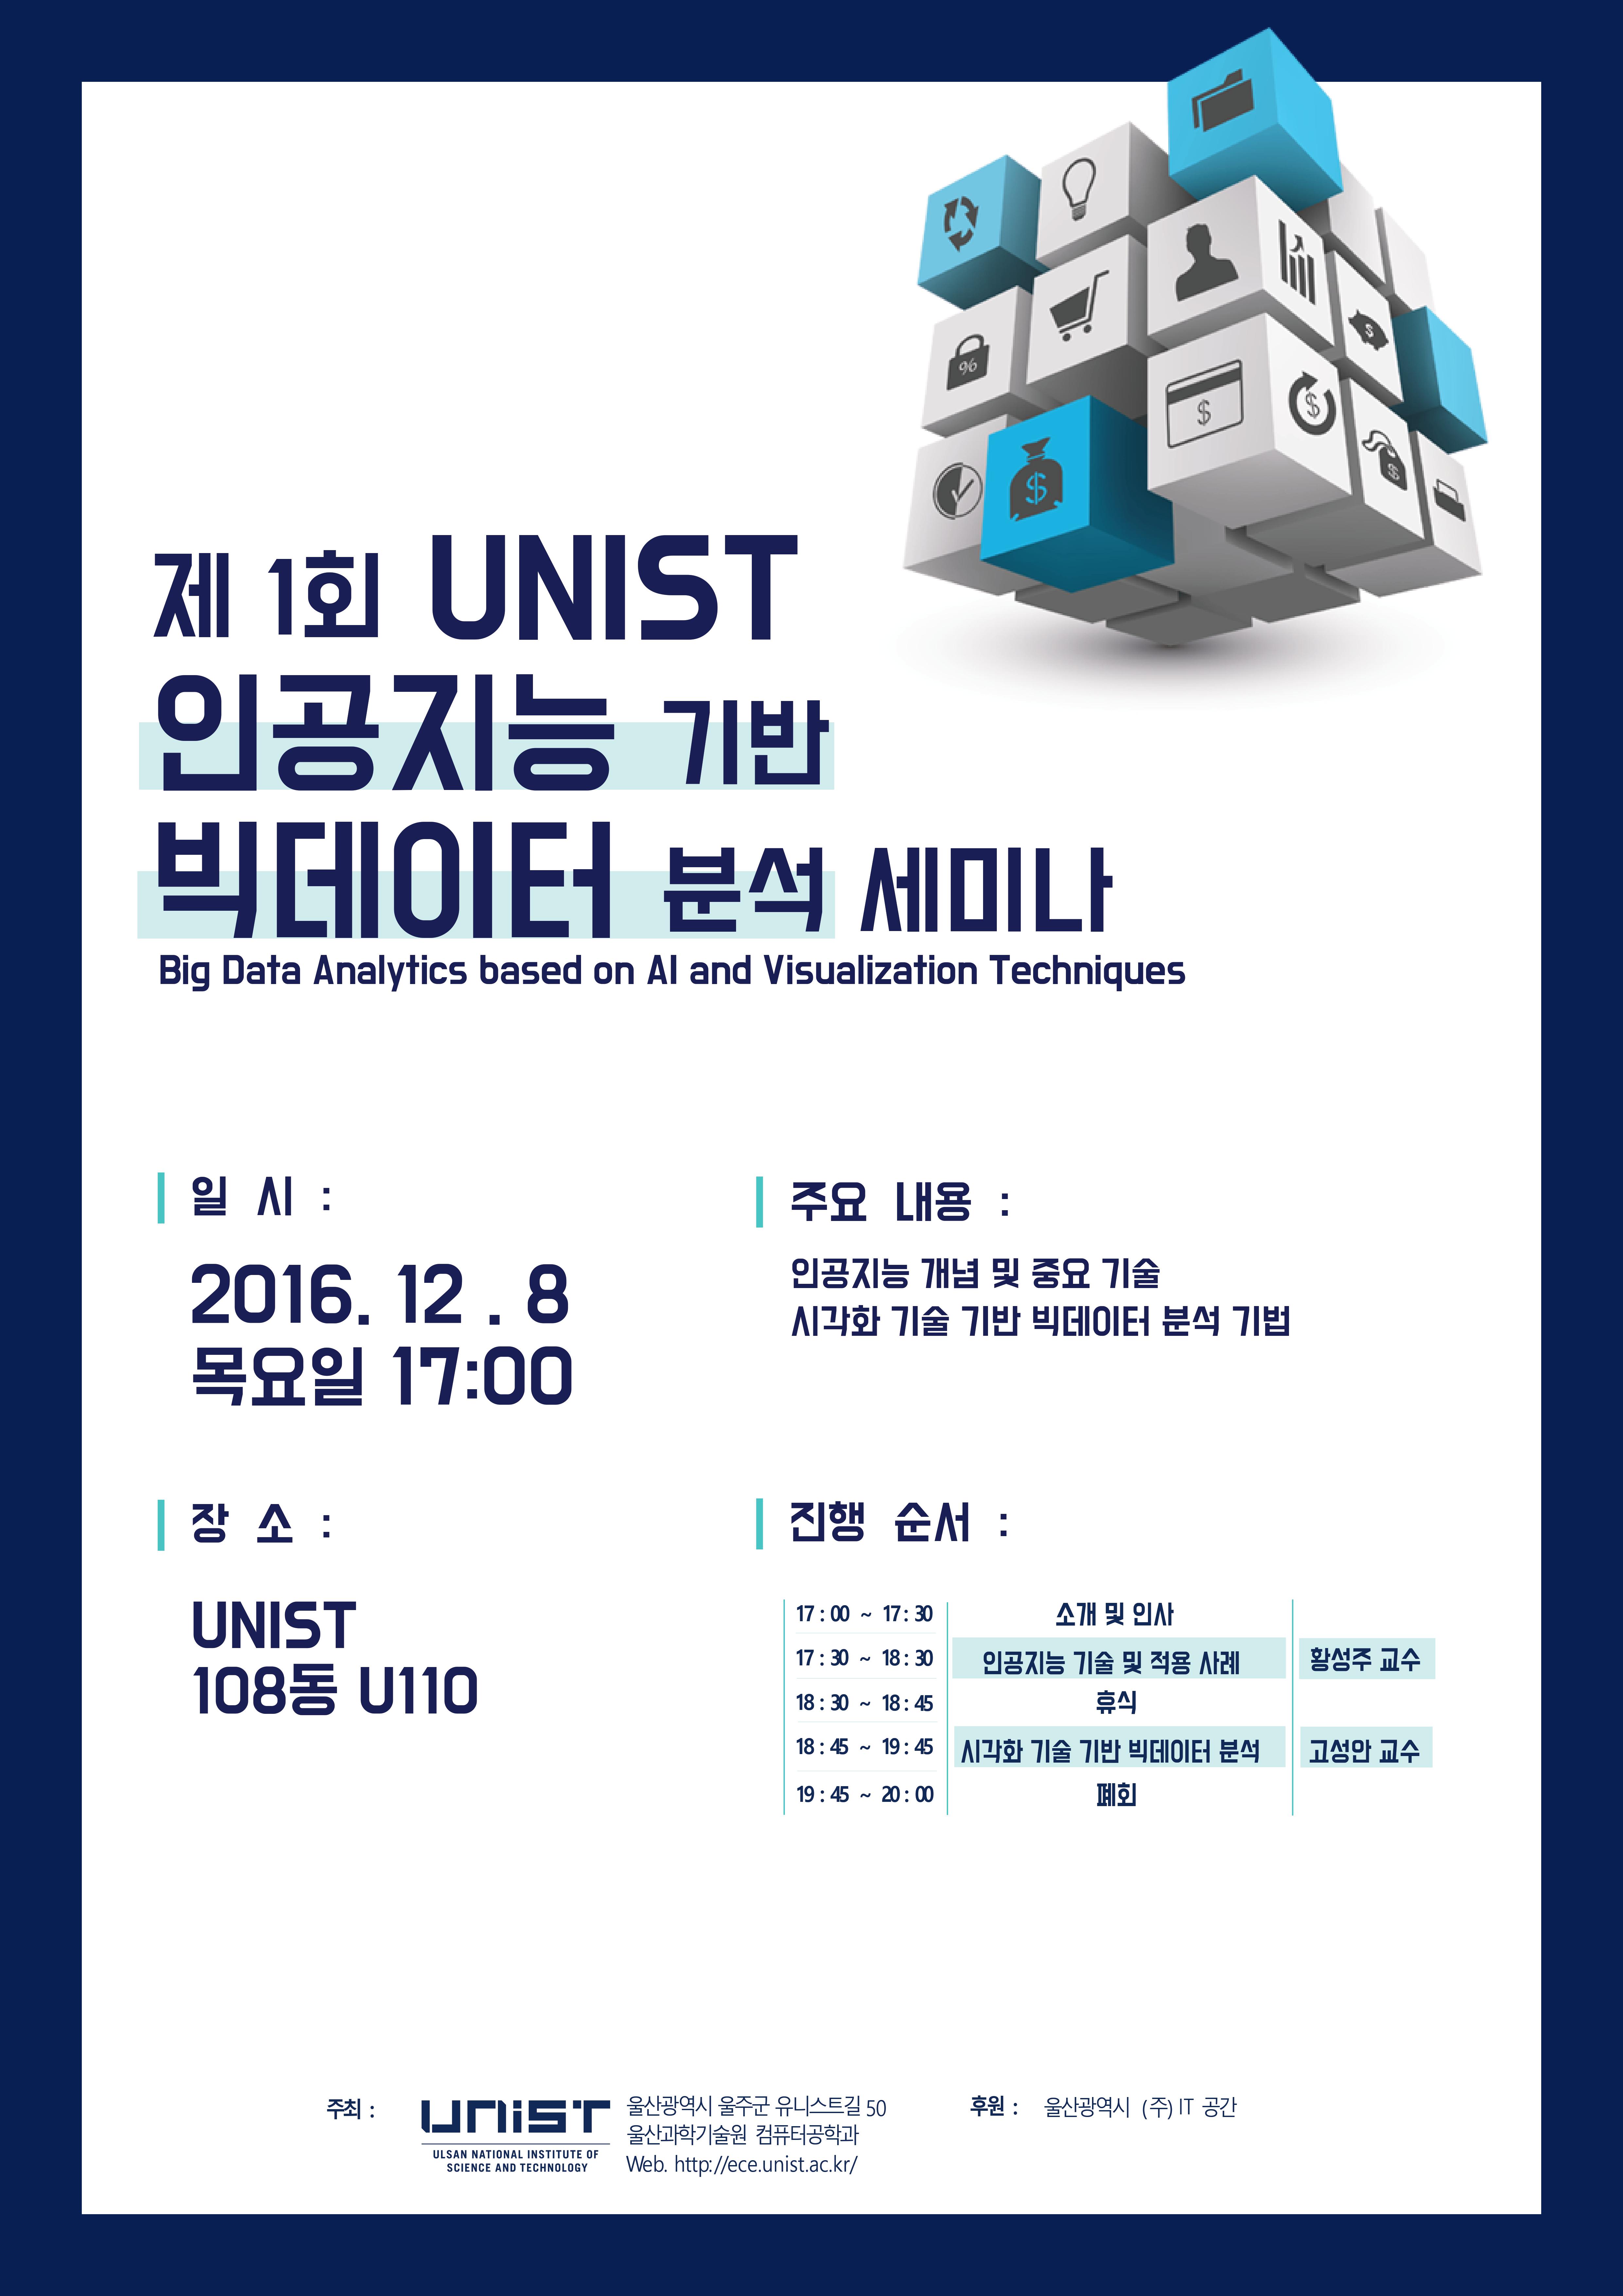 제 1회 UNIST
인공지능 기반
빅데이터 분석 세미나
Big Data Analytics based on AI and Visualization Techniques
일 시 :
2016. 12 . 8
목요일 17:00
주요 내용 :
인공지능 개념 및 중요 기술
시각화 기술 기반 빅데이터 분석 기법
장 소 :
UNIST
108동 U110
진행 순서 :
17 : 00 ~ 17 : 30 소개 및 인사
17 : 30 ~ 18 : 30 인공지능 기술 및 적용 사례 황성주 교수
18 : 30 ~ 18 : 45 휴식
18 : 45 ~ 19 : 45 시각화 기술 기반 빅데이터 분석 고성안 교수
19 : 45 ~ 20 : 00 폐회
주최 :
UNIST
ULSAN NATIONAL INSTITUTE OF
SCIENCE AND TECHNOLOGY
울산광역시 울주군 유니스트길 50
울산과학기술원 컴퓨터공학과
Web. http://ece.unist.ac.kr/
후원 : 울산광역시 (주) IT 공간